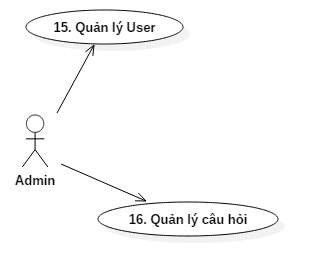 15. Quản lý User
Admin
16. Quản lý câu hỏi